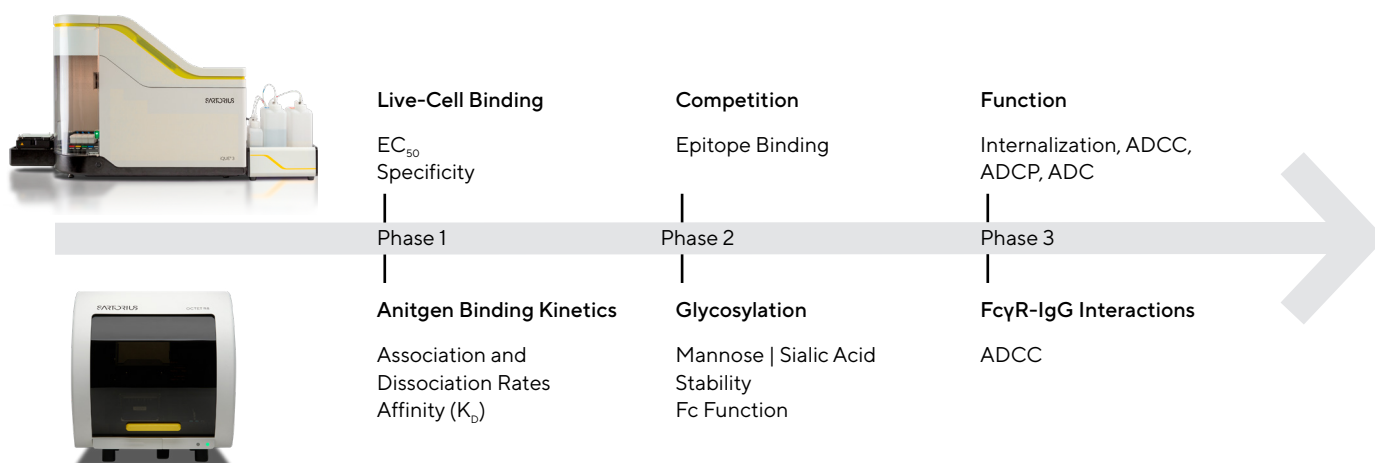 SARTORIUS
Live-Cell Binding
EC₅₀
Specificity
Competition
Epitope Binding
Function
Internalization, ADCC,
ADCP, ADC
Phase 1
Phase 2
Phase 3
SARTORIUS
Anitgen Binding Kinetics
Association and
Dissociation Rates
Affinity (K_D)
Glycosylation
Mannose | Sialic Acid
Stability
Fc Function
FcγR-IgG Interactions
ADCC